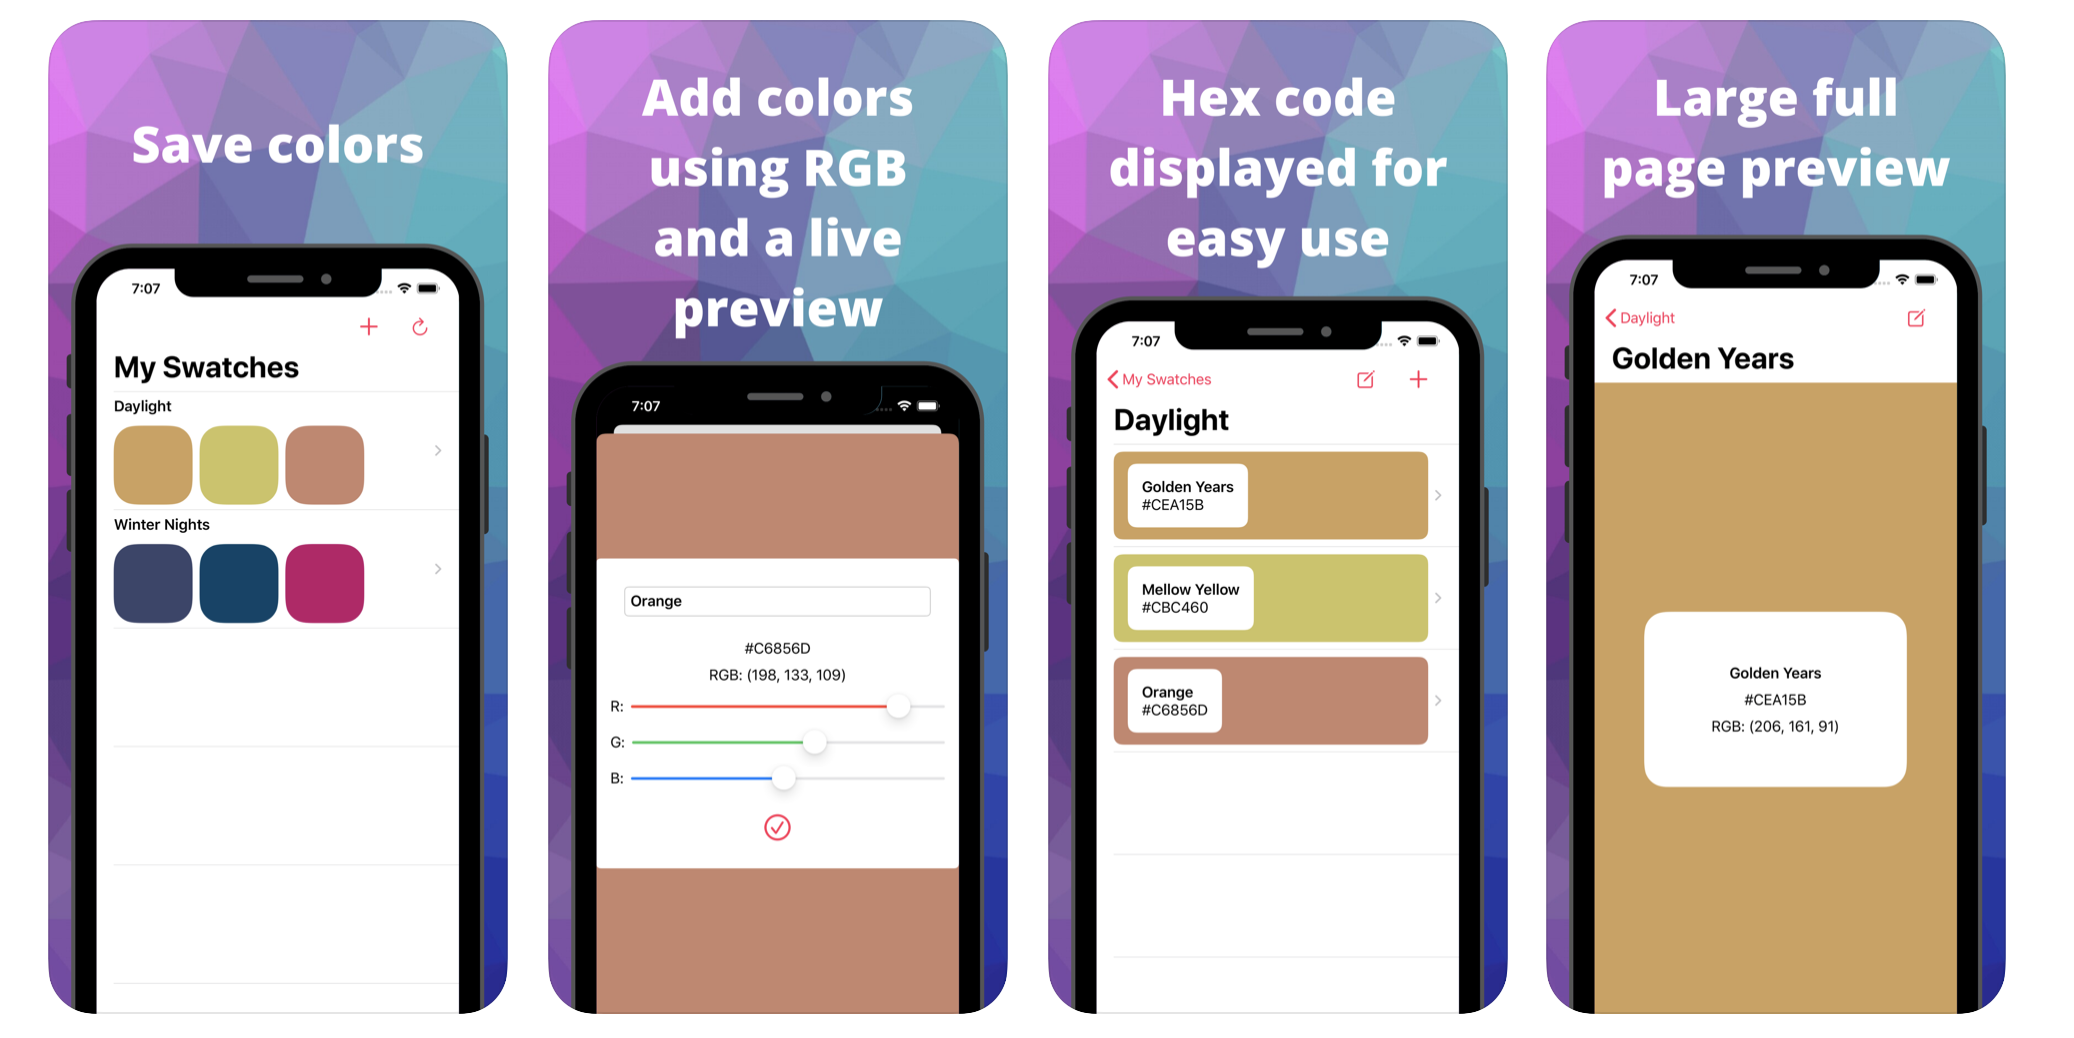 Save colors
7:07
My Swatches
Daylight
Winter Nights
Add colors
using RGB
and a live
preview
7:07
Orange
#C6856D
RGB: (198, 133, 109)
R:
G:
B:
Hex code
displayed for
easy use
7:07
My Swatches
Daylight
Golden Years
#CEA15B
Mellow Yellow
#CBC460
Orange
#C6856D
Large full
page preview
7:07
Daylight
Golden Years
Golden Years
#CEA15B
RGB: (206, 161, 91)